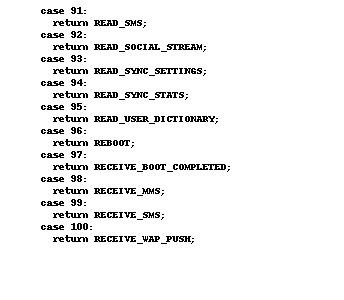 case 91:
return READ_SMS;
case 92:
return READ_SOCIAL_STREAM;
case 93:
return READ_SYNC_SETTINGS;
case 94:
return READ_SYNC_STATS;
case 95:
return READ_USER_DICTIONARY;
case 96:
return REBOOT;
case 97:
return RECEIVE_BOOT_COMPLETED;
case 98:
return RECEIVE_MMS;
case 99:
return RECEIVE_SMS;
case 100:
return RECEIVE_WAP_PUSH;